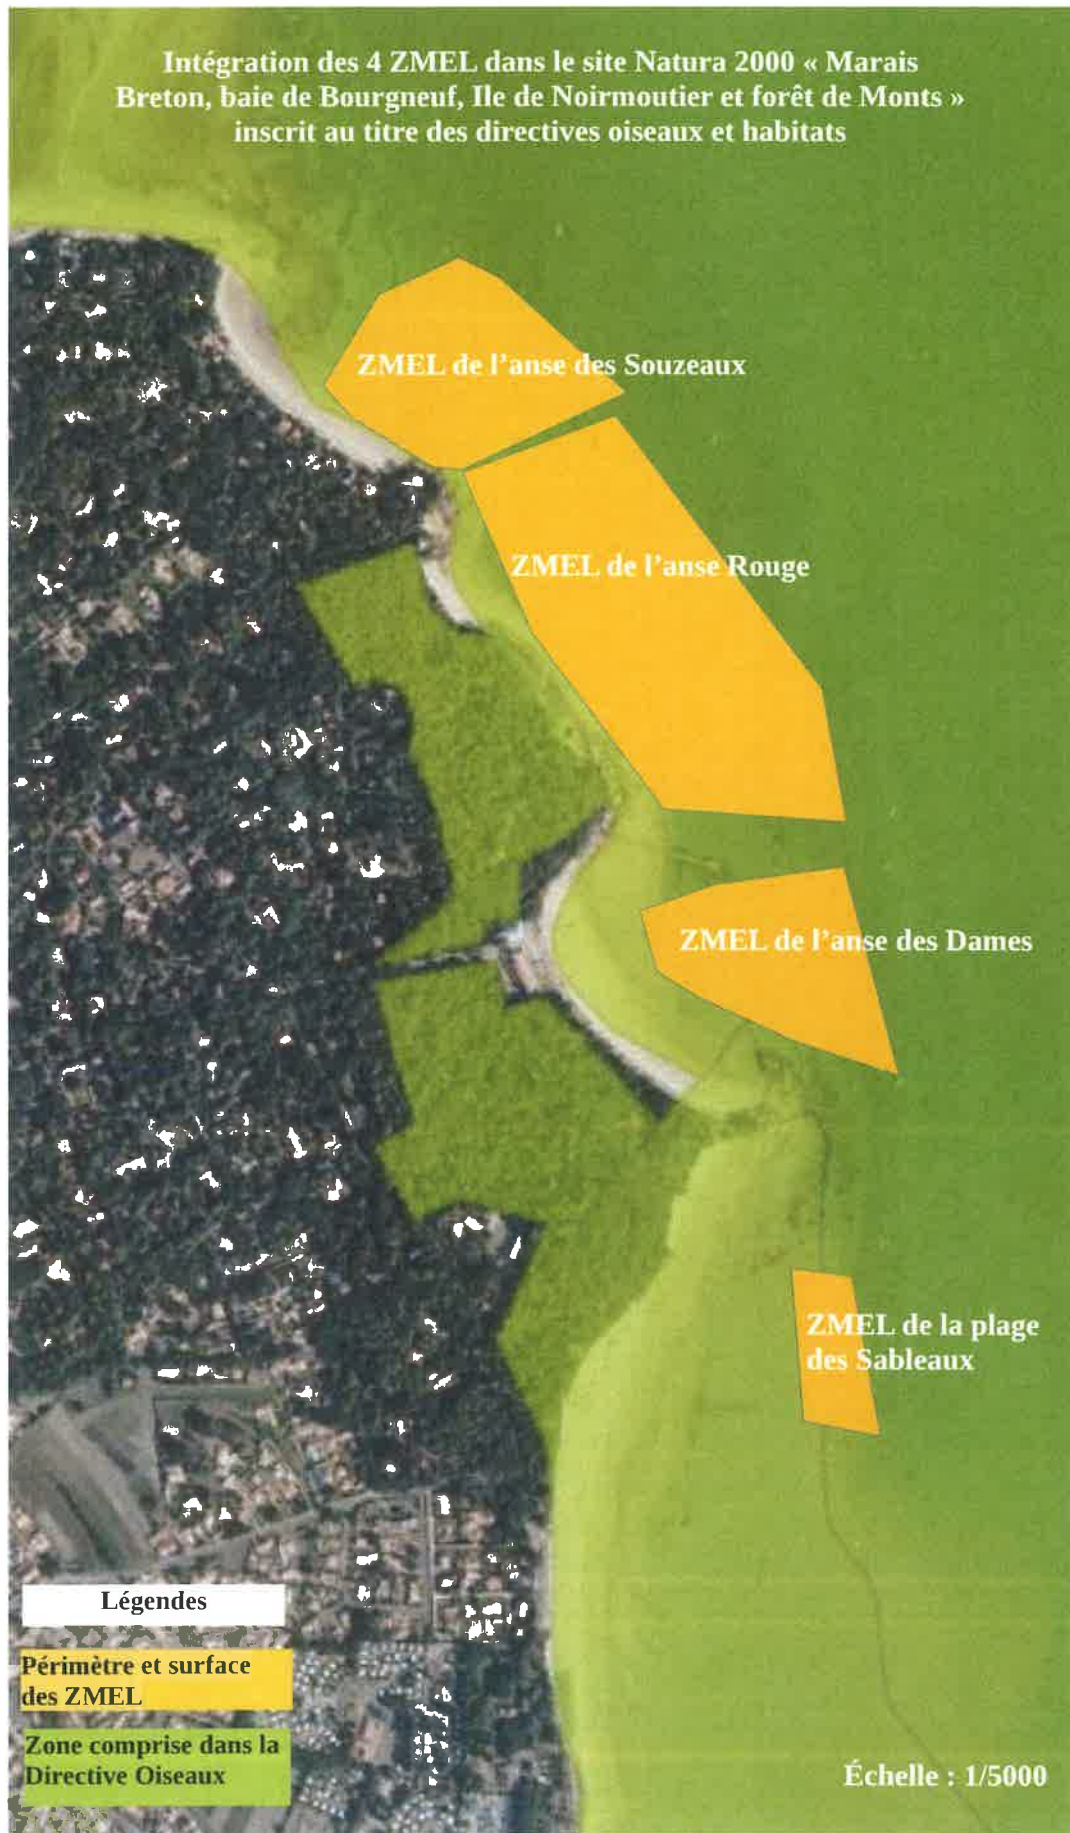 Intégration des 4 ZMEL dans le site Natura 2000 « Marais
Breton, baie de Bourgneuf, Ile de Noirmoutier et forêt de Monts »
inscrit au titre des directives oiseaux et habitats
ZMEL de l'anse des Souzeaux
ZMEL de l'anse Rouge
ZMEL de l'anse des Dames
ZMEL de la plage
des Sableaux
Légendes
Périmètre et surface
des ZMEL
Zone comprise dans la
Directive Oiseaux
Échelle : 1/5000